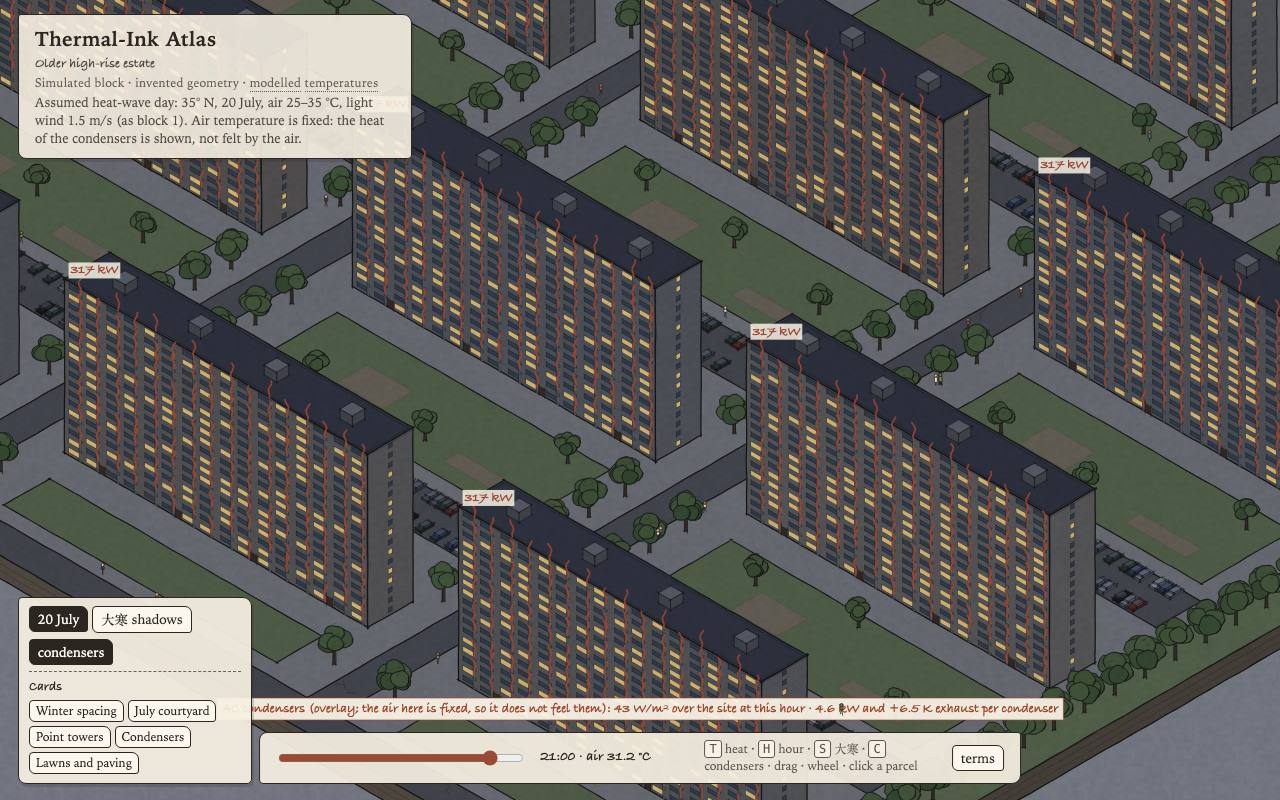 Thermal-Ink Atlas
Older high-rise estate
Simulated block · invented geometry · modelled temperatures
Assumed heat-wave day: 35° N, 20 July, air 25–35 °C, light
wind 1.5 m/s (as block 1). Air temperature is fixed: the heat
of the condensers is shown, not felt by the air.
317 kW
317 kW
317 kW
317 kW
20 July
大寒 shadows
condensers
Cards
Winter spacing
July courtyard
Point towers
Condensers
Lawns and paving
AC condensers (overlay; the air here is fixed, so it does not feel them): 43 W/m² over the site at this hour · 4.6 kW and +6.5 K exhaust per condenser
21:00 · air 31.2 °C
T heat · H hour · S 大寒 · C
condensers · drag · wheel · click a parcel
terms